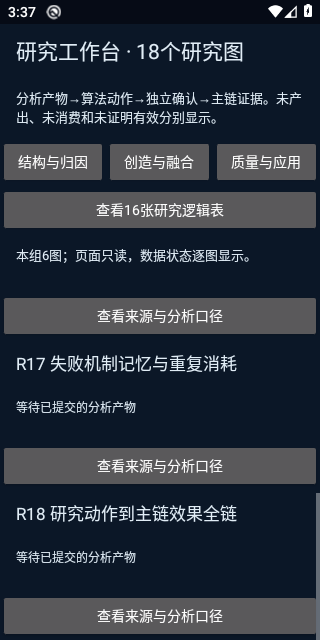 3:37
研究工作台 · 18个研究图
分析产物→算法动作→独立确认→主链证据。未产
出、未消费和未证明有效分别显示。
结构与归因 创造与融合 质量与应用
查看16张研究逻辑表
本组6图；页面只读，数据状态逐图显示。
查看来源与分析口径
R17 失败机制记忆与重复消耗
等待已提交的分析产物
查看来源与分析口径
R18 研究动作到主链效果全链
等待已提交的分析产物
查看来源与分析口径